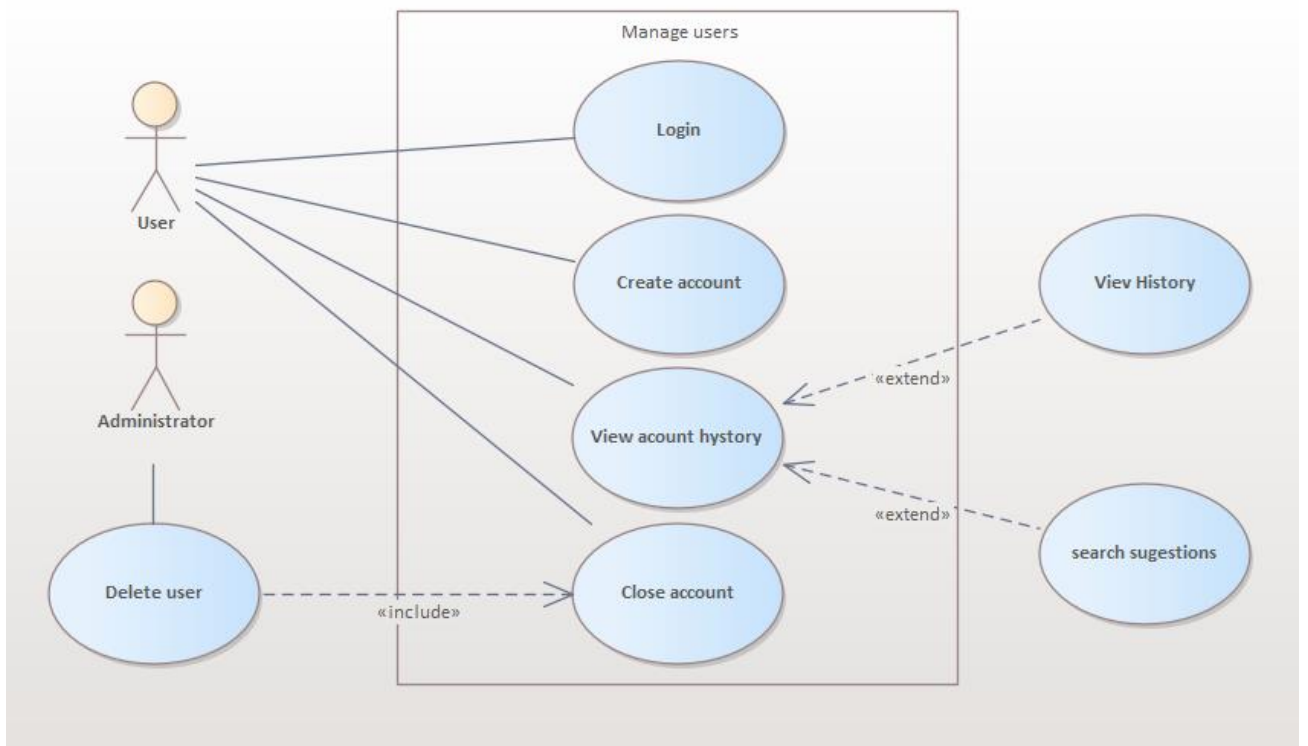 Manage users
Login
User
Create account
Viev History
«extend»
Administrator
View acount hystory
«extend»
search sugestions
Delete user
«include»
Close account